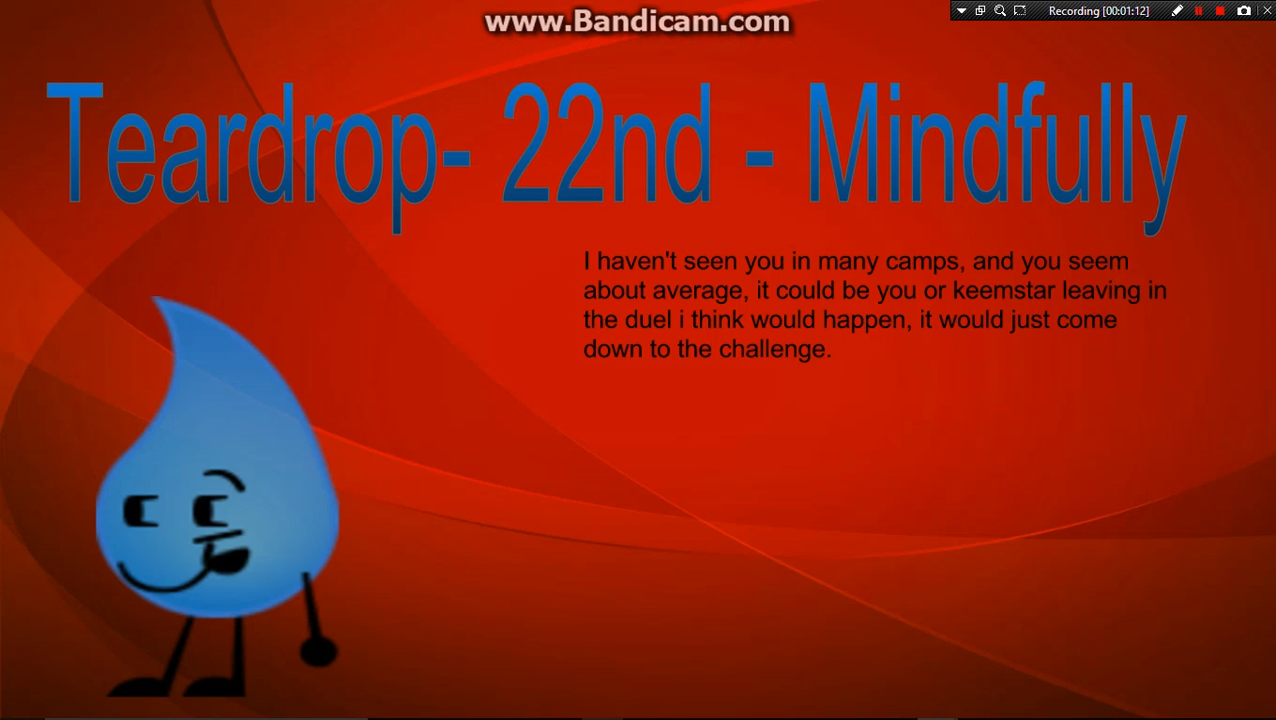 www.Bandicam.com
Recording [00:01:12]
Teardrop- 22nd - Mindfully
I haven't seen you in many camps, and you seem
about average, it could be you or keemstar leaving in
the duel i think would happen, it would just come
down to the challenge.